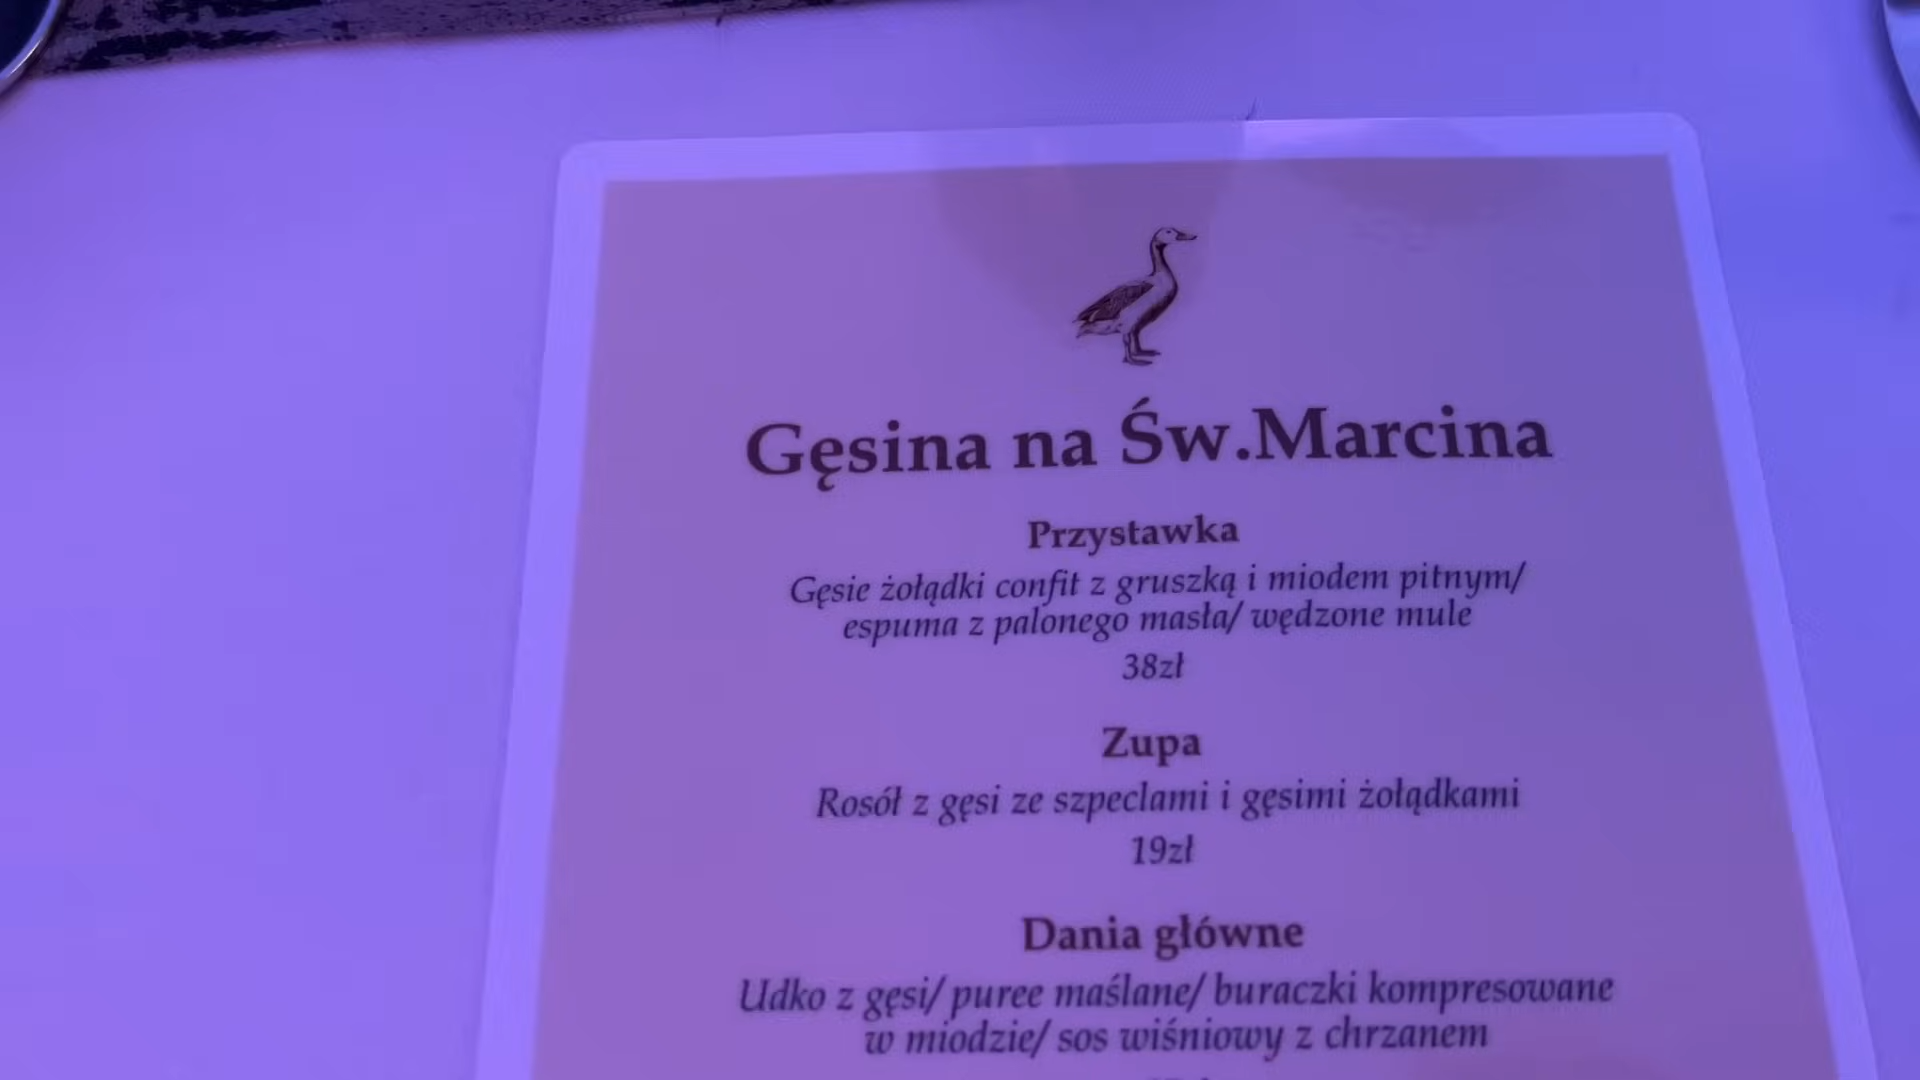 Gęsina na Św.Marcina
Przystawka
Gęsie żołądki confit z gruszką i miodem pitnym/
espuma z palonego masła/ wędzone mule
38zł
Zupa
Rosół z gęsi ze szpeclami i gęsimi żołądkami
19zł
Dania główne
Udko z gęsi/ puree maślane/ buraczki kompresowane
w miodzie/ sos wiśniowy z chrzanem